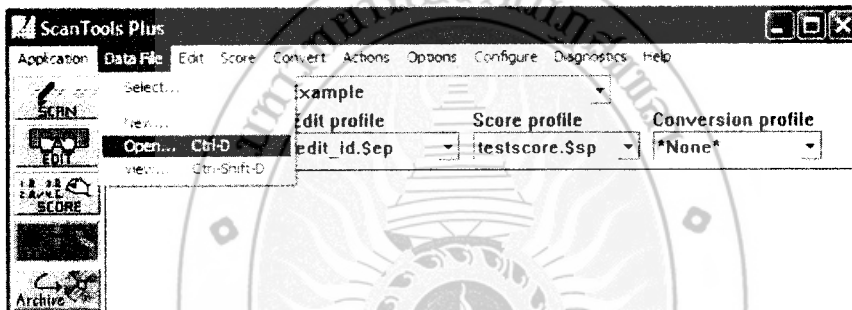 ScanTools Plus
Application Data File Edit Score Convert Actions Options Configure Diagnostics Help
Select...
New...
Open... Ctrl-D
View... Ctrl-Shift-D
xample
edit profile Score profile Conversion profile
edit_id.$ep testscore.$sp *None*
SCAN
EDIT
SCORE
Archive